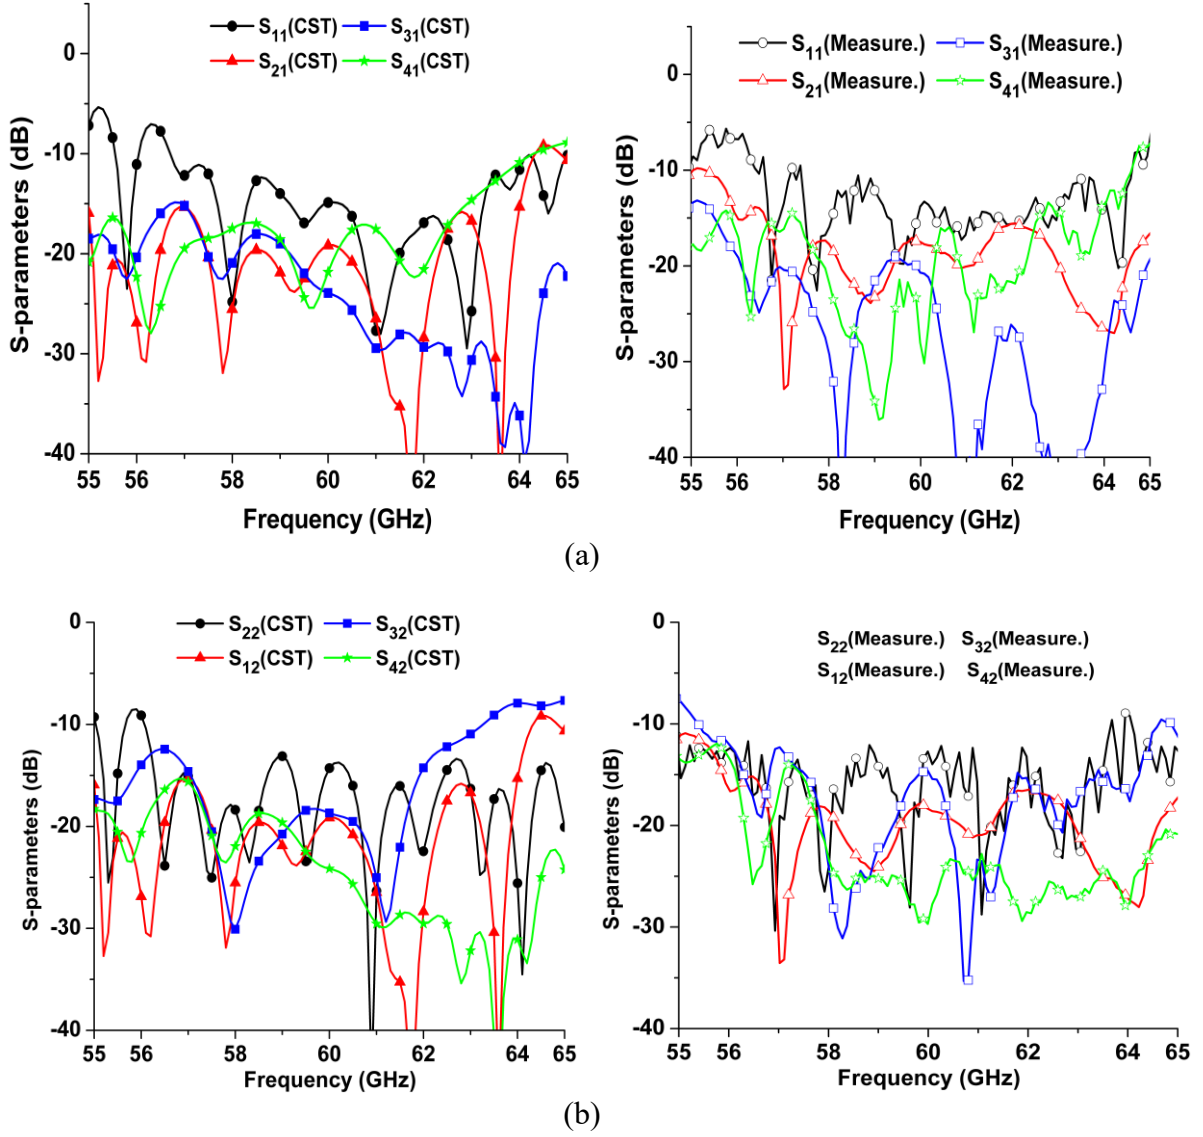 S11(CST) S31(CST)
S21(CST) S41(CST)
0
-10
-20
-30
-40
S-parameters (dB)
55 56 58 60 62 64 65
Frequency (GHz)
S11(Measure.) S31(Measure.)
S21(Measure.) S41(Measure.)
0
-10
-20
-30
-40
S-parameters (dB)
55 56 58 60 62 64 65
Frequency (GHz)
(a)
S22(CST) S32(CST)
S12(CST) S42(CST)
0
-10
-20
-30
-40
S-parameters (dB)
55 56 58 60 62 64 65
Frequency (GHz)
S22(Measure.) S32(Measure.)
S12(Measure.) S42(Measure.)
0
-10
-20
-30
-40
S-parameters (dB)
55 56 58 60 62 64 65
Frequency (GHz)
(b)